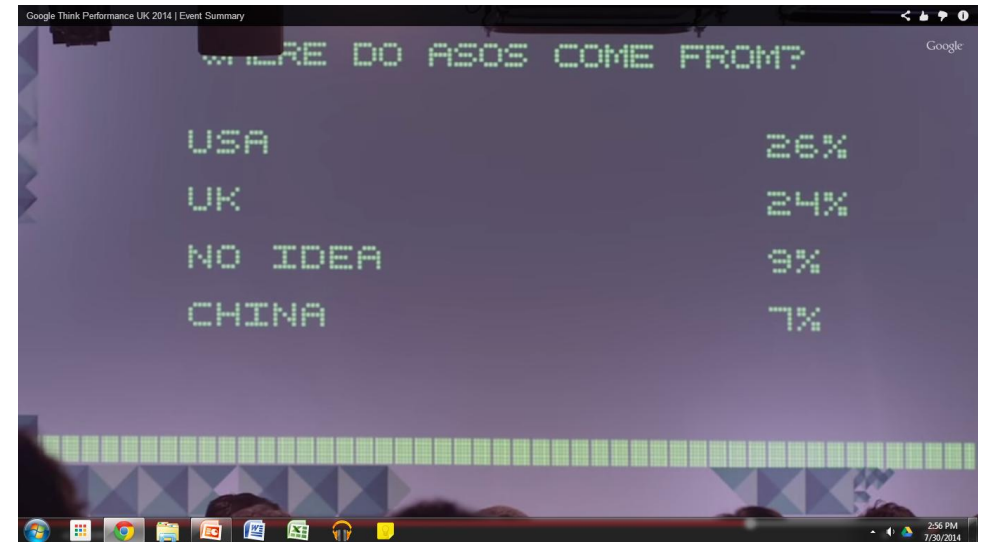 Google Think Performance UK 2014 | Event Summary
Google
WHERE DO ASOS COME FROM?
USA 26%
UK 24%
NO IDEA 9%
CHINA 7%
2:56 PM
7/30/2014